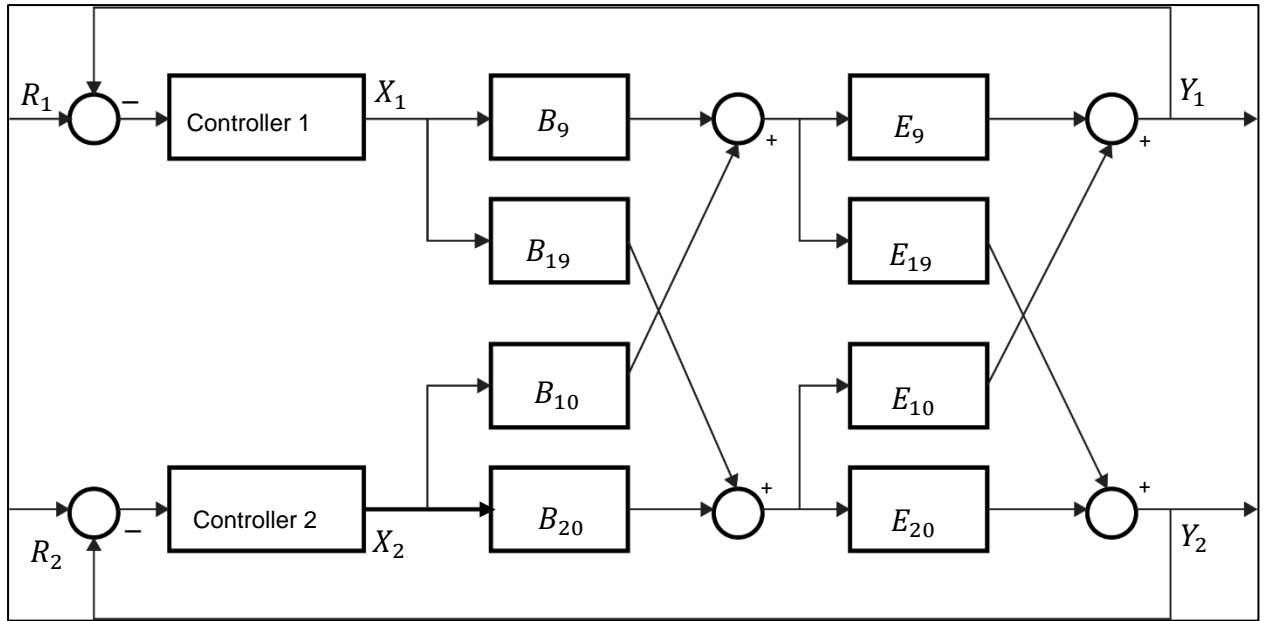 R₁
−
Controller 1
X₁
B₉
+
E₉
+
Y₁
B₁₉
E₁₉
B₁₀
E₁₀
R₂
−
Controller 2
X₂
B₂₀
+
E₂₀
+
Y₂